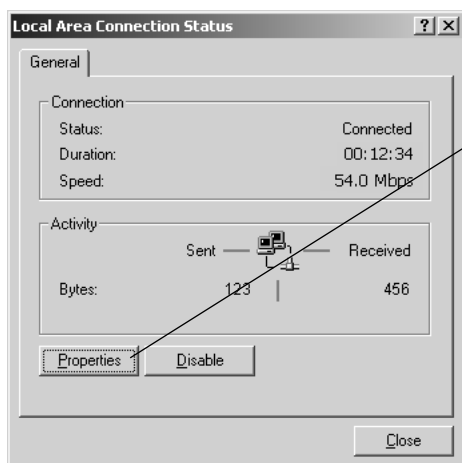 Local Area Connection Status
General
Connection
Status: Connected
Duration: 00:12:34
Speed: 54.0 Mbps
Activity
Sent Received
Bytes: 123 456
Properties Disable
Close